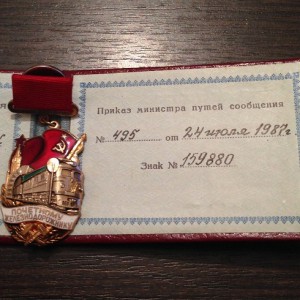 Приказ министра путей сообщения
№ 495 от 24 июля 1987г
Знак № 159880
ПОЧЕТНОМУ
ЖЕЛЕЗНОДОРОЖНИКУ